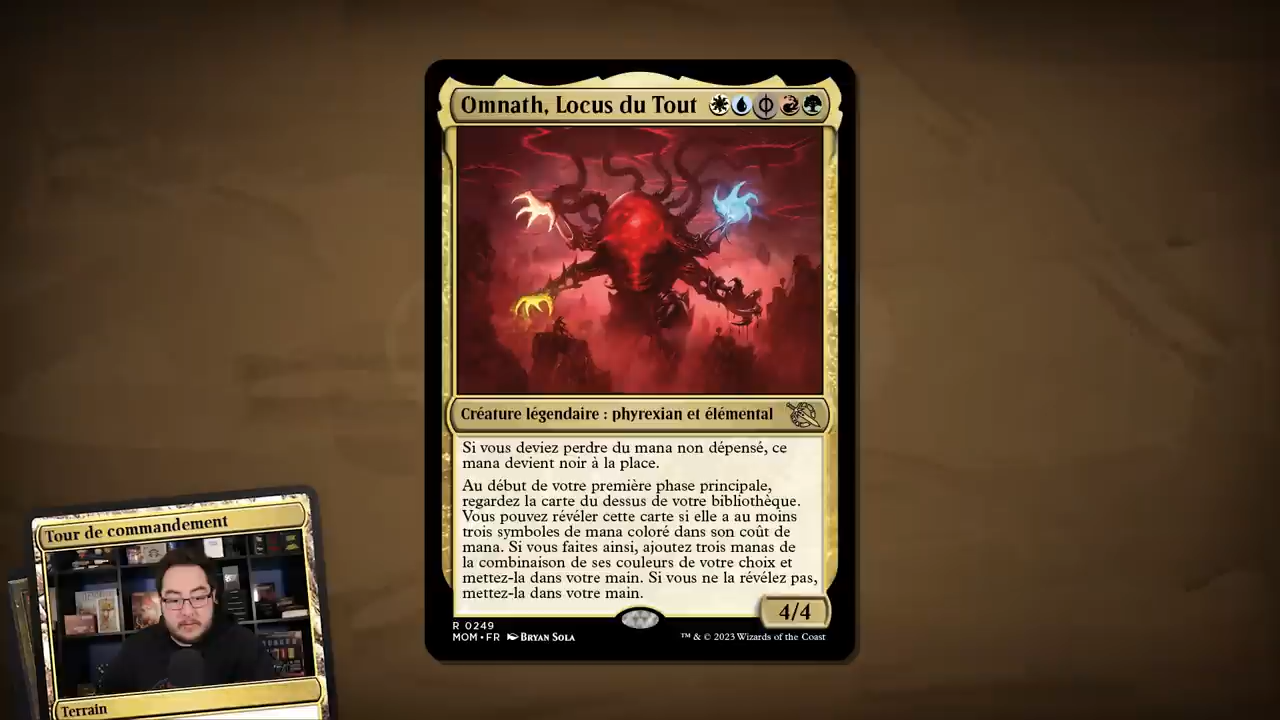 Omnath, Locus du Tout
Créature légendaire : phyrexian et élémental
Si vous deviez perdre du mana non dépensé, ce
mana devient noir à la place.
Au début de votre première phase principale,
regardez la carte du dessus de votre bibliothèque.
Vous pouvez révéler cette carte si elle a au moins
trois symboles de mana coloré dans son coût de
mana. Si vous faites ainsi, ajoutez trois manas de
la combinaison de ses couleurs de votre choix et
mettez-la dans votre main. Si vous ne la révélez pas,
mettez-la dans votre main.
4/4
R 0249
MOM • FR Bryan Sola
™ & © 2023 Wizards of the Coast
Tour de commandement
Terrain